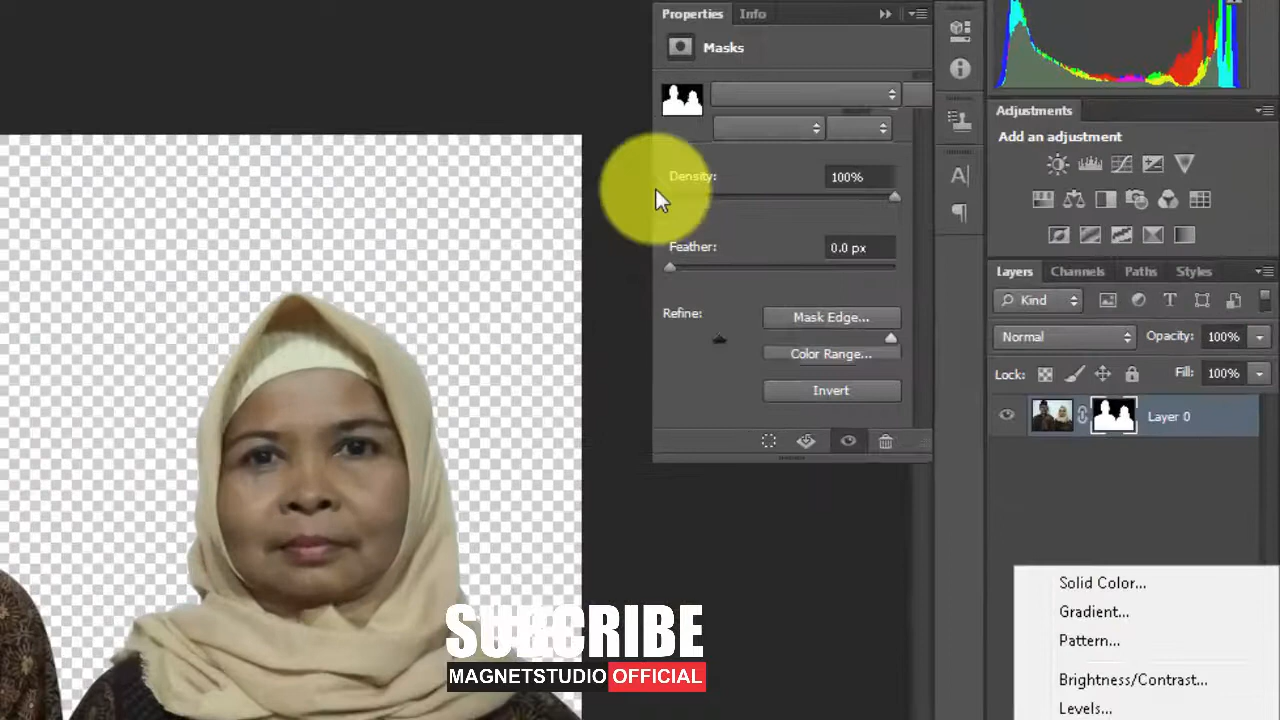 Properties
Info
Masks
Density:
100%
Feather:
0.0 px
Refine:
Mask Edge...
Color Range...
Invert
Adjustments
Add an adjustment
Layers
Channels
Paths
Styles
Kind
Normal
Opacity:
100%
Lock:
Fill:
100%
Layer 0
Solid Color...
Gradient...
Pattern...
Brightness/Contrast...
Levels...
SUBCRIBE
MAGNETSTUDIO OFFICIAL